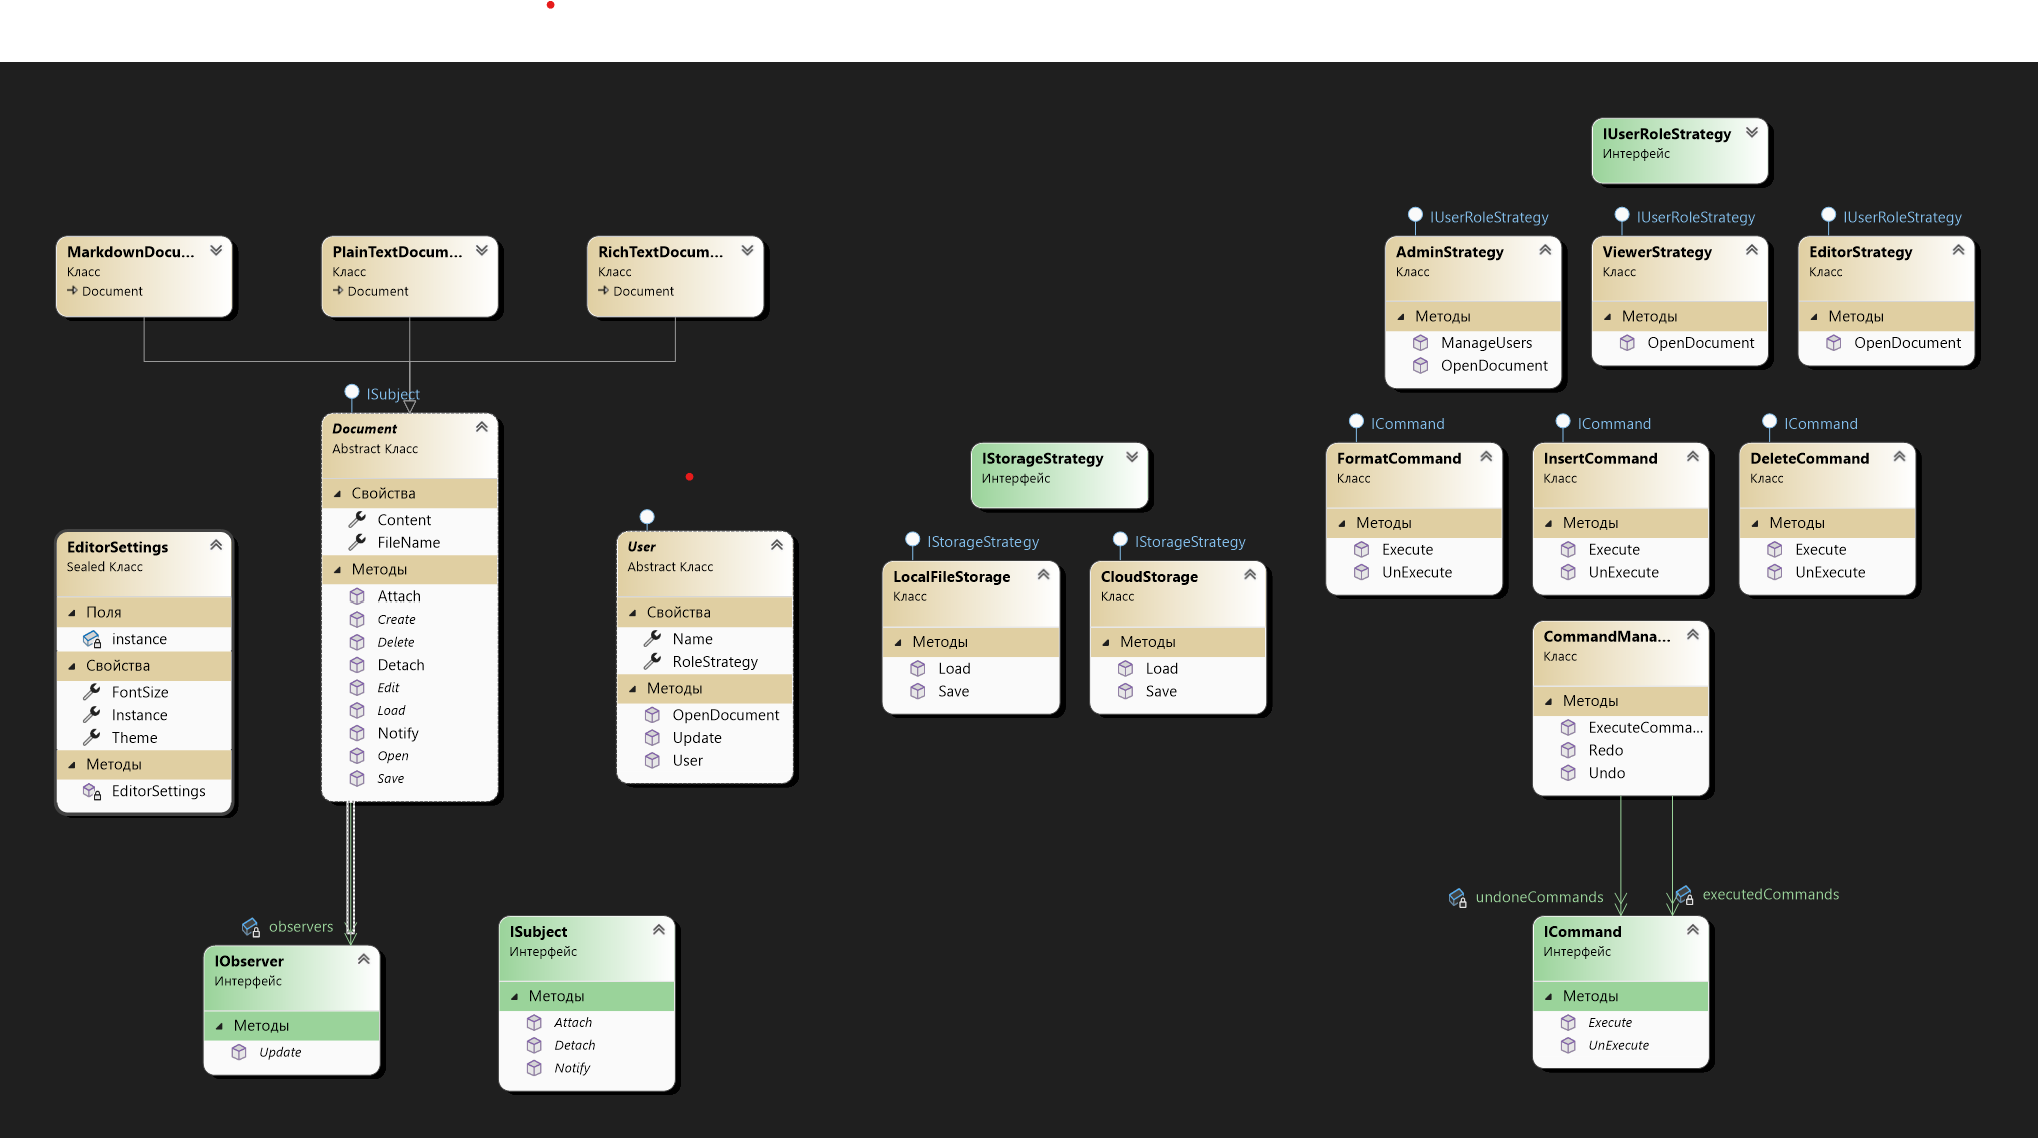 IUserRoleStrategy
Интерфейс
IUserRoleStrategy
AdminStrategy
Класс
Методы
ManageUsers
OpenDocument
IUserRoleStrategy
ViewerStrategy
Класс
Методы
OpenDocument
IUserRoleStrategy
EditorStrategy
Класс
Методы
OpenDocument
MarkdownDocu...
Класс
Document
PlainTextDocum...
Класс
Document
RichTextDocum...
Класс
Document
ISubject
Document
Abstract Класс
Свойства
Content
FileName
Методы
Attach
Create
Delete
Detach
Edit
Load
Notify
Open
Save
EditorSettings
Sealed Класс
Поля
instance
Свойства
FontSize
Instance
Theme
Методы
EditorSettings
User
Abstract Класс
Свойства
Name
RoleStrategy
Методы
OpenDocument
Update
User
IStorageStrategy
Интерфейс
IStorageStrategy
LocalFileStorage
Класс
Методы
Load
Save
IStorageStrategy
CloudStorage
Класс
Методы
Load
Save
ICommand
FormatCommand
Класс
Методы
Execute
UnExecute
ICommand
InsertCommand
Класс
Методы
Execute
UnExecute
ICommand
DeleteCommand
Класс
Методы
Execute
UnExecute
CommandMana...
Класс
Методы
ExecuteComma...
Redo
Undo
undoneCommands
executedCommands
ICommand
Интерфейс
Методы
Execute
UnExecute
observers
IObserver
Интерфейс
Методы
Update
ISubject
Интерфейс
Методы
Attach
Detach
Notify